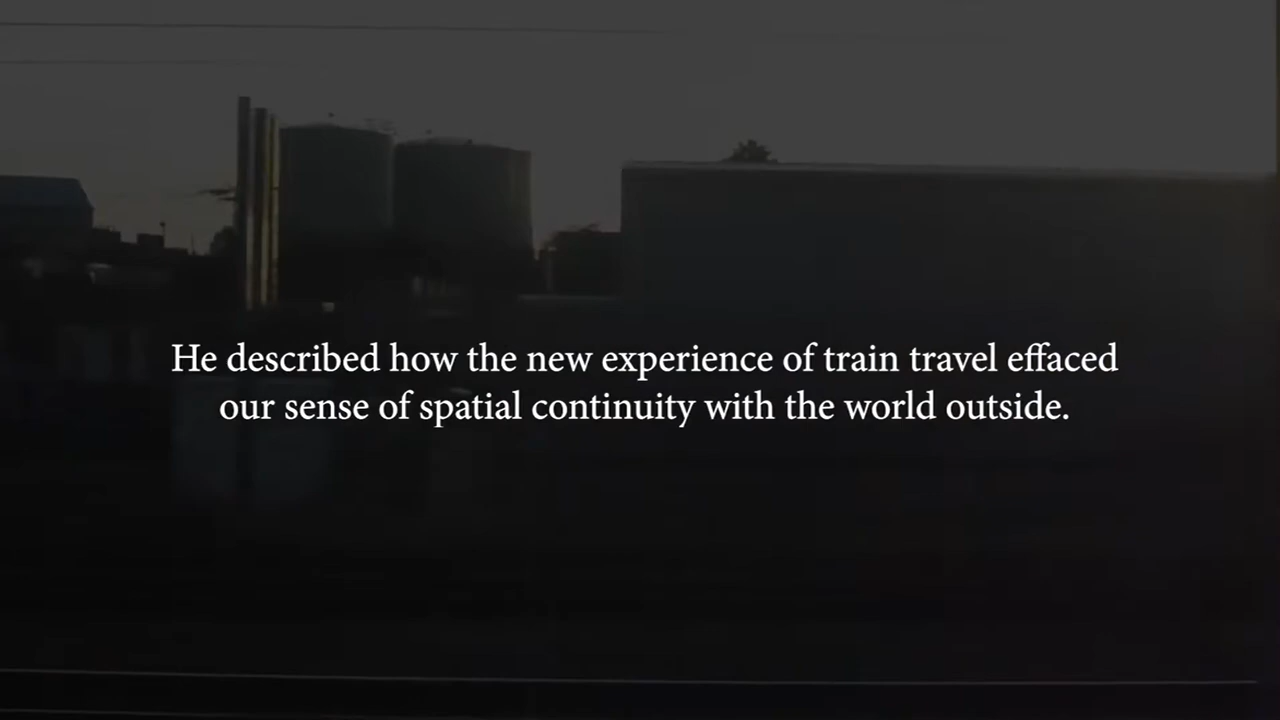 He described how the new experience of train travel effaced
our sense of spatial continuity with the world outside.